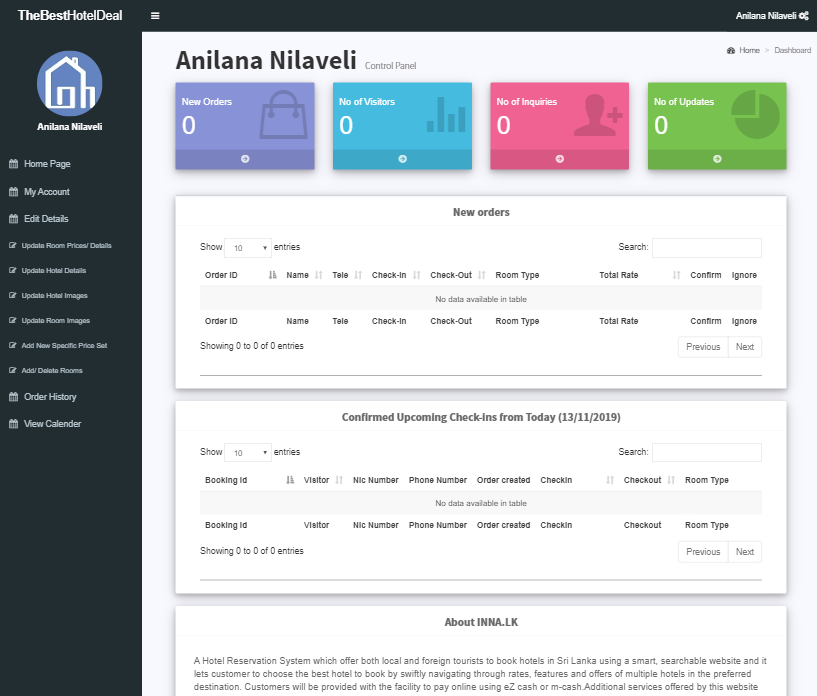 TheBestHotelDeal
Anilana Nilaveli
Anilana Nilaveli
Home Page
My Account
Edit Details
Update Room Prices/ Details
Update Hotel Details
Update Hotel Images
Update Room Images
Add New Specific Price Set
Add/ Delete Rooms
Order History
View Calender
Anilana Nilaveli Control Panel
Home > Dashboard
New Orders
0
No of Visitors
0
No of Inquiries
0
No of Updates
0
New orders
Show 10 entries Search:
Order ID Name Tele Check-In Check-Out Room Type Total Rate Confirm Ignore
No data available in table
Order ID Name Tele Check-In Check-Out Room Type Total Rate Confirm Ignore
Showing 0 to 0 of 0 entries Previous Next
Confirmed Upcoming Check-ins from Today (13/11/2019)
Show 10 entries Search:
Booking Id Visitor Nic Number Phone Number Order created CheckIn Checkout Room Type
No data available in table
Booking Id Visitor Nic Number Phone Number Order created CheckIn Checkout Room Type
Showing 0 to 0 of 0 entries Previous Next
About INNA.LK
A Hotel Reservation System which offer both local and foreign tourists to book hotels in Sri Lanka using a smart, searchable website and it
lets customer to choose the best hotel to book by swiftly navigating through rates, features and offers of multiple hotels in the preferred
destination. Customers will be provided with the facility to pay online using eZ cash or m-cash.Additional services offered by this website